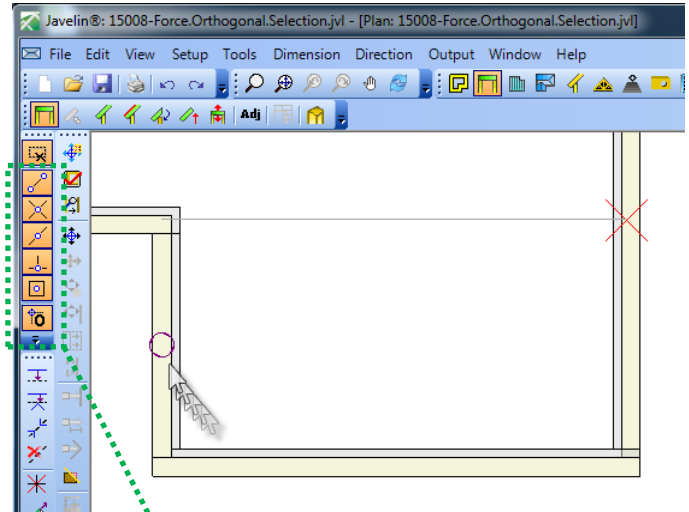 Javelin®: 15008-Force.Orthogonal.Selection.jvl - [Plan: 15008-Force.Orthogonal.Selection.jvl]
File Edit View Setup Tools Dimension Direction Output Window Help
Adj